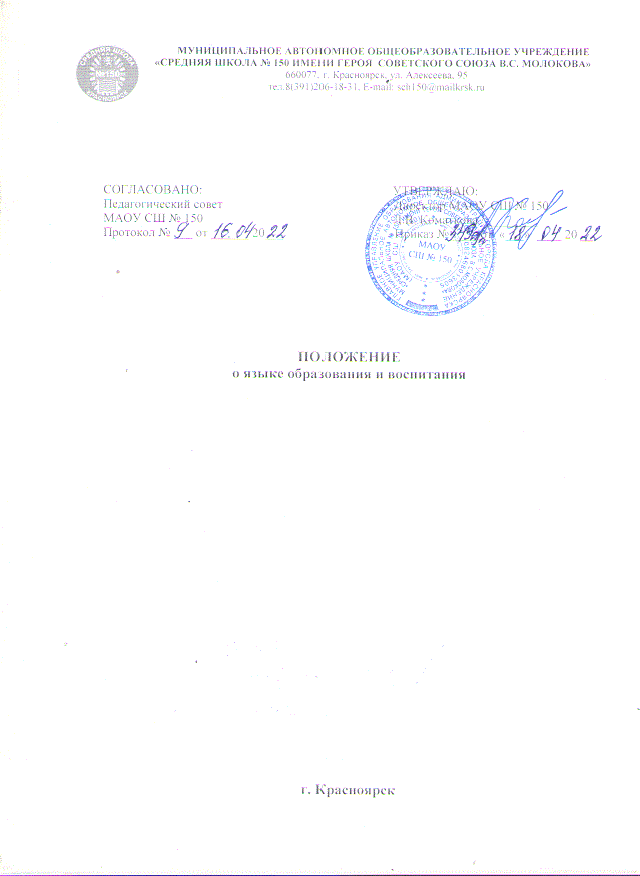 МУНИЦИПАЛЬНОЕ АВТОНОМНОЕ ОБЩЕОБРАЗОВАТЕЛЬНОЕ УЧРЕЖДЕНИЕ
«СРЕДНЯЯ ШКОЛА № 150 ИМЕНИ ГЕРОЯ СОВЕТСКОГО СОЮЗА В.С. МОЛОКОВА»
660077, г. Красноярск, ул. Алексеева, 95
тел.8(391)206-18-31, E-mail: sch150@mailkrsk.ru
СОГЛАСОВАНО:
Педагогический совет
МАОУ СШ № 150
Протокол № 4 от 16.04 2022
УТВЕРЖДАЮ:
Директор МАОУ СШ № 150
Приказ № «18» 04 2022
МАОУ
СШ № 150
ПОЛОЖЕНИЕ
о языке образования и воспитания
г. Красноярск